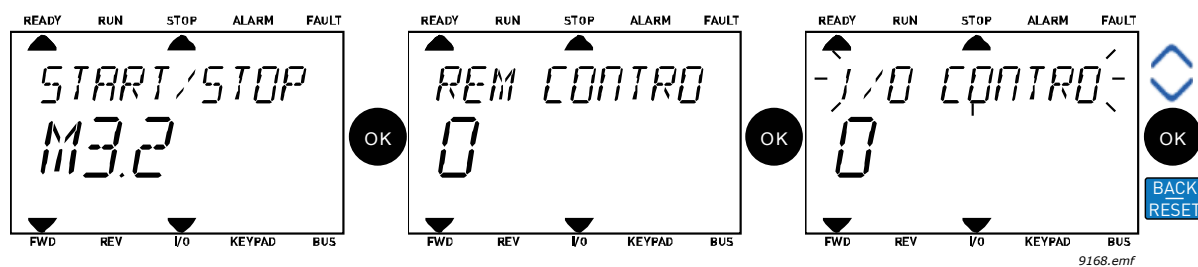 READY RUN STOP ALARM FAULT
START/STOP
M3.2
FWD REV I/O KEYPAD BUS
OK
READY RUN STOP ALARM FAULT
REM CONTRO
0
FWD REV I/O KEYPAD BUS
OK
READY RUN STOP ALARM FAULT
I/O CONTRO
0
FWD REV I/O KEYPAD BUS
OK
BACK
RESET
9168.emf